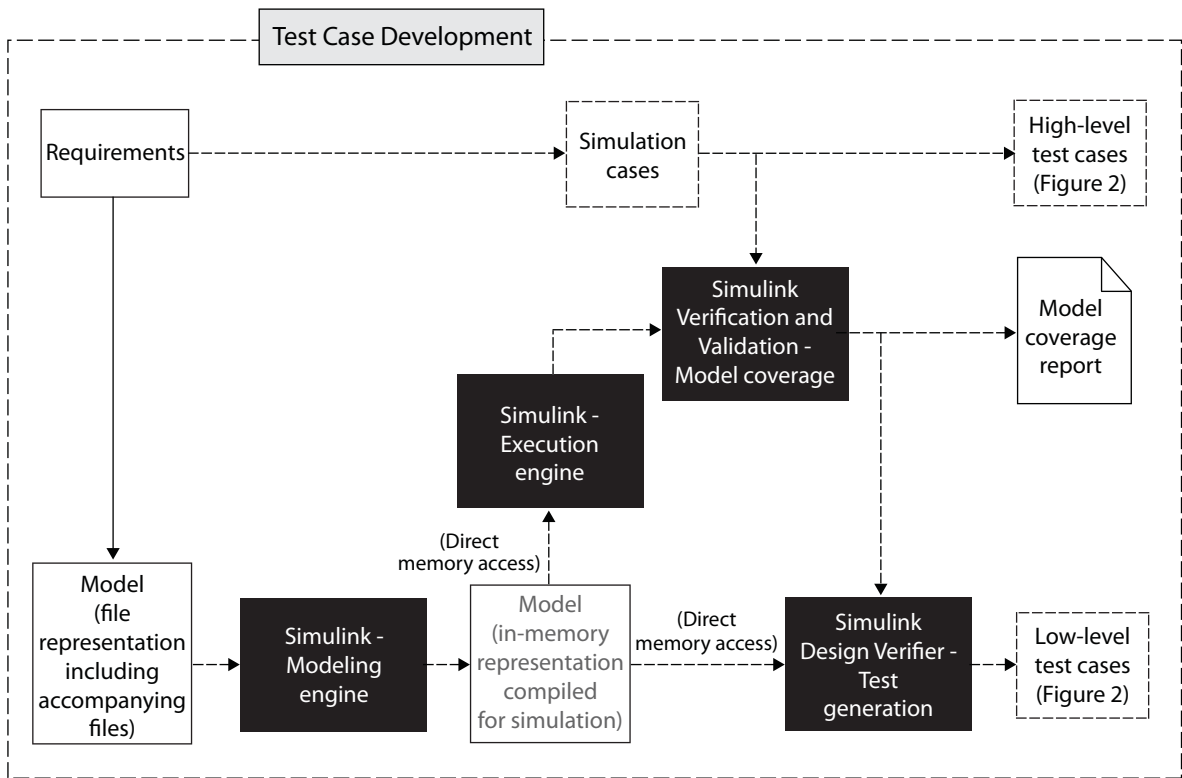 Test Case Development
Requirements
Simulation
cases
High-level
test cases
(Figure 2)
Simulink
Verification and
Validation -
Model coverage
Model
coverage
report
Simulink -
Execution
engine
(Direct
memory access)
Model
(file
representation
including
accompanying
files)
Simulink -
Modeling
engine
Model
(in-memory
representation
compiled
for simulation)
(Direct
memory access)
Simulink
Design Verifier -
Test
generation
Low-level
test cases
(Figure 2)